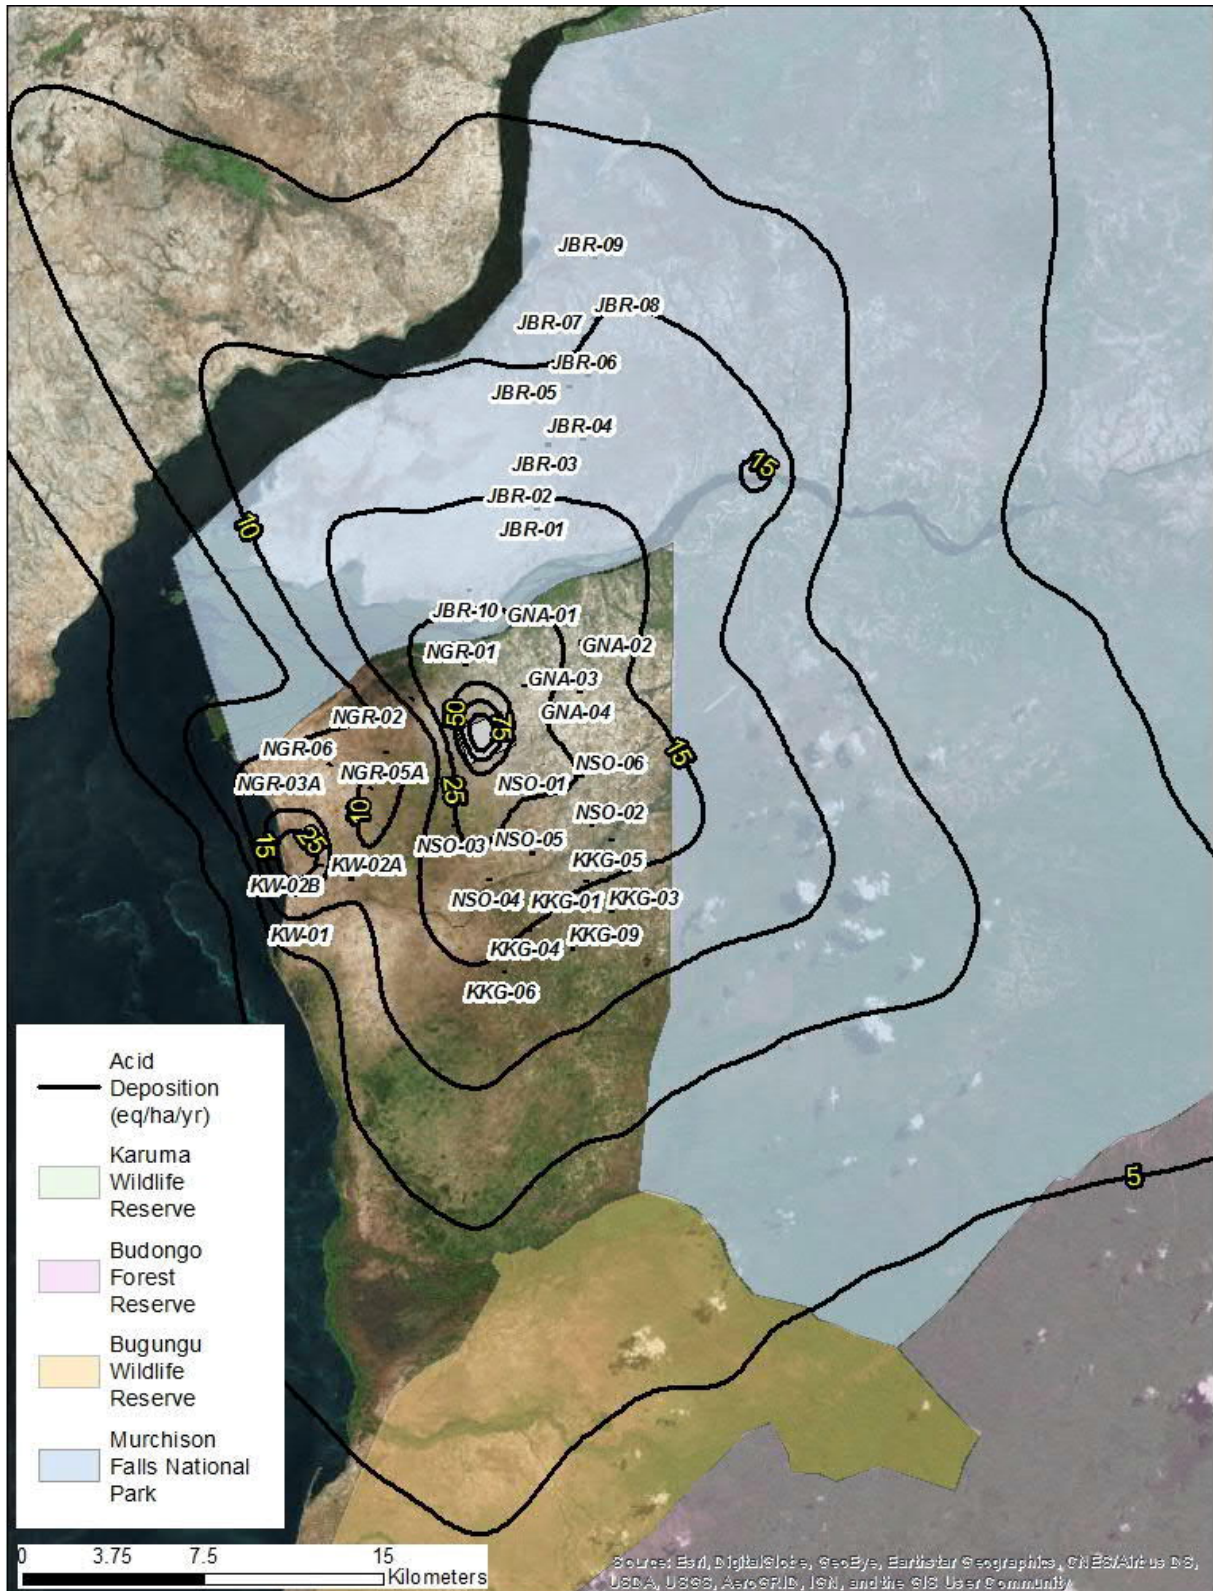 JBR-09
JBR-08
JBR-07
JBR-06
JBR-05
JBR-04
JBR-03
15
JBR-02
10
JBR-01
JBR-10
GNA-01
NGR-01
GNA-02
GNA-03
NGR-02
50
75
GNA-04
NGR-06
15
NGR-03A
NGR-05A
NSO-06
NSO-01
25
10
NSO-02
15
25
NSO-03
NSO-05
KW-02A
KKG-05
KW-02B
NSO-04
KKG-01
KKG-03
KW-01
KKG-04
KKG-09
KKG-06
5
Acid
Deposition
(eq/ha/yr)
Karuma
Wildlife
Reserve
Budongo
Forest
Reserve
Bugungu
Wildlife
Reserve
Murchison
Falls National
Park
0 3.75 7.5 15
Kilometers
Source: Esri, DigitalGlobe, GeoEye, Earthstar Geographics, CNES/Airbus DS,
USDA, USGS, AeroGRID, IGN, and the GIS User Community